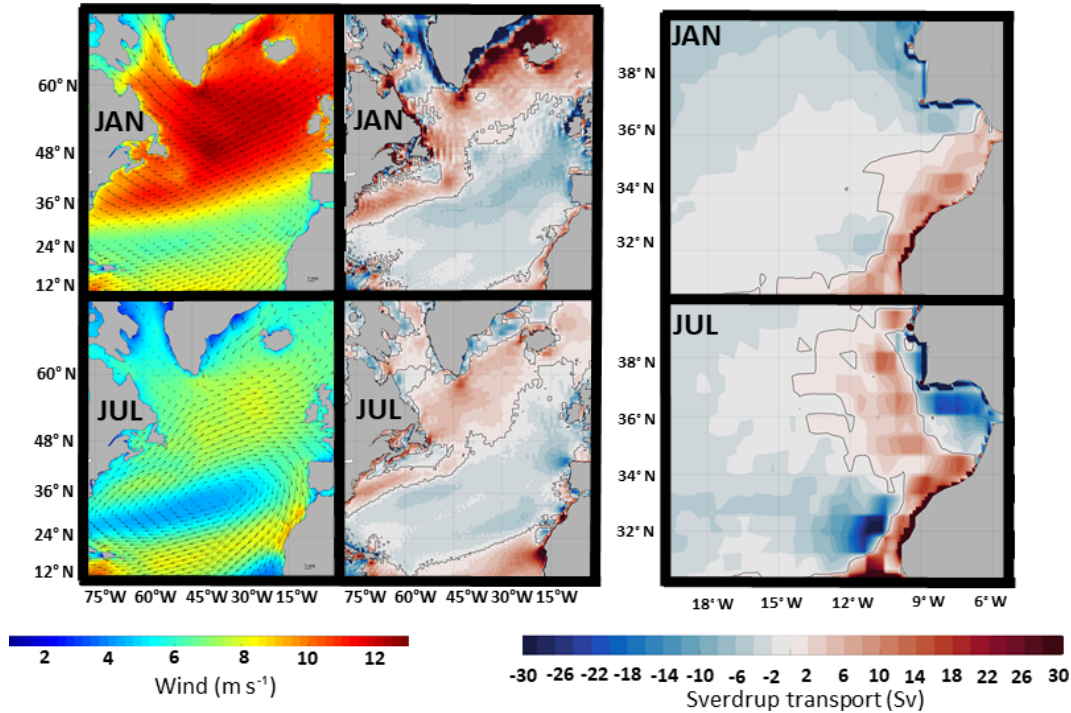 JAN
JAN
60° N
48° N
36° N
24° N
12° N
JUL
JUL
60° N
48° N
36° N
24° N
12° N
75°W 60°W 45°W 30°W 15°W 75°W 60°W 45°W 30°W 15°W
JAN
38° N
36° N
34° N
32° N
JUL
38° N
36° N
34° N
32° N
18°W 15°W 12°W 9°W 6°W
2 4 6 8 10 12
Wind (m s⁻¹)
-30 -26 -22 -18 -14 -10 -6 -2 2 6 10 14 18 22 26 30
Sverdrup transport (Sv)